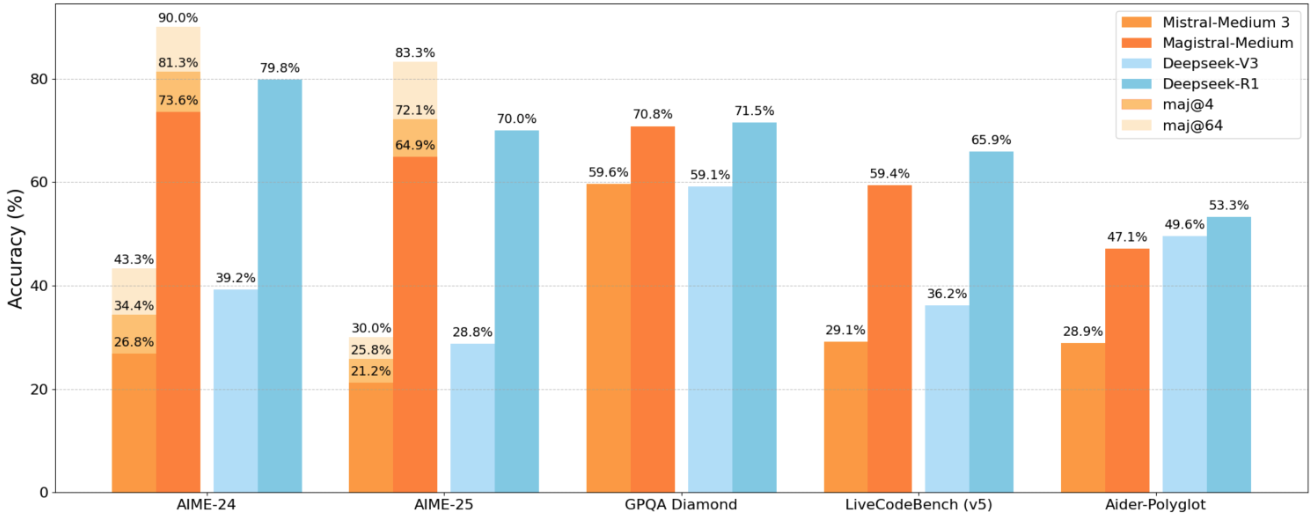 Accuracy (%)
80
60
40
20
0
90.0%
81.3%
73.6%
79.8%
43.3%
34.4%
26.8%
39.2%
83.3%
72.1%
64.9%
70.0%
30.0%
25.8%
21.2%
28.8%
59.6%
70.8%
59.1%
71.5%
29.1%
59.4%
36.2%
65.9%
28.9%
47.1%
49.6%
53.3%
Mistral-Medium 3
Magistral-Medium
Deepseek-V3
Deepseek-R1
maj@4
maj@64
AIME-24
AIME-25
GPQA Diamond
LiveCodeBench (v5)
Aider-Polyglot